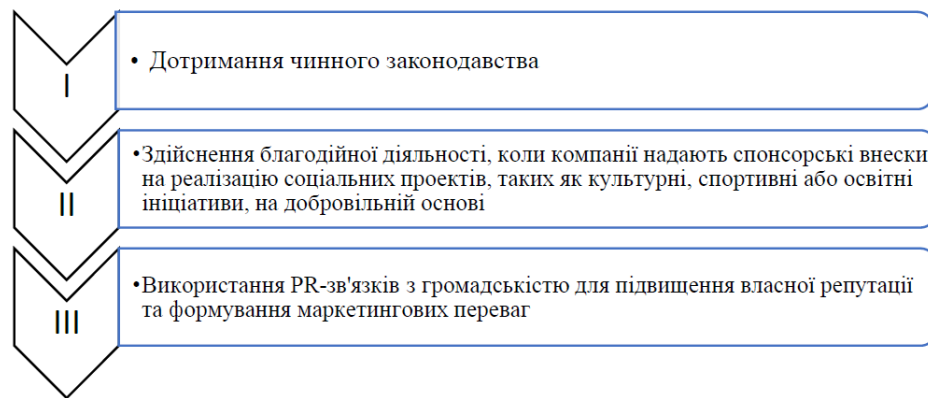 I
• Дотримання чинного законодавства
II
•Здійснення благодійної діяльності, коли компанії надають спонсорські внески
на реалізацію соціальних проектів, таких як культурні, спортивні або освітні
ініціативи, на добровільній основі
III
•Використання PR-зв'язків з громадськістю для підвищення власної репутації
та формування маркетингових переваг